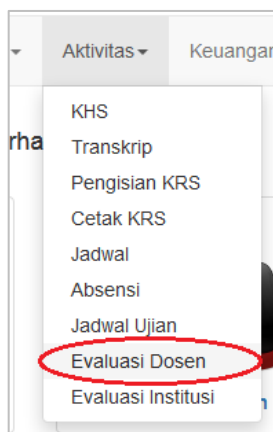 Aktivitas
Keuangan
KHS
rha
Transkrip
Pengisian KRS
Cetak KRS
Jadwal
Absensi
Jadwal Ujian
Evaluasi Dosen
Evaluasi Institusi
n